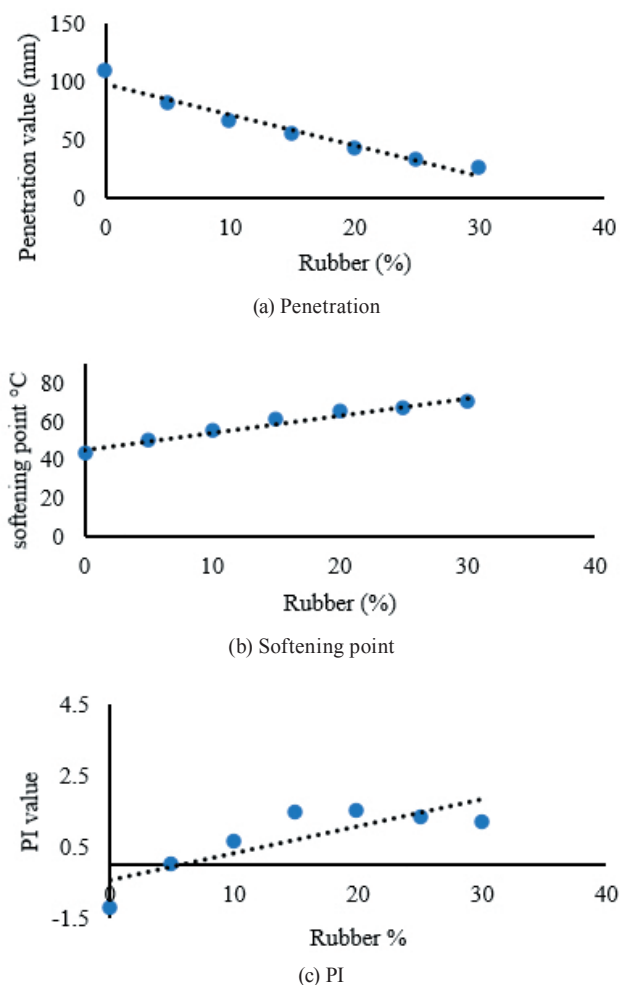 Penetration value (mm)
150
100
50
0
0 10 20 30 40
Rubber (%)
(a) Penetration
softening point °C
80
60
40
20
0
0 10 20 30 40
Rubber (%)
(b) Softening point
PI value
4.5
2.5
0.5
-1.5
0 10 20 30 40
Rubber %
(c) PI